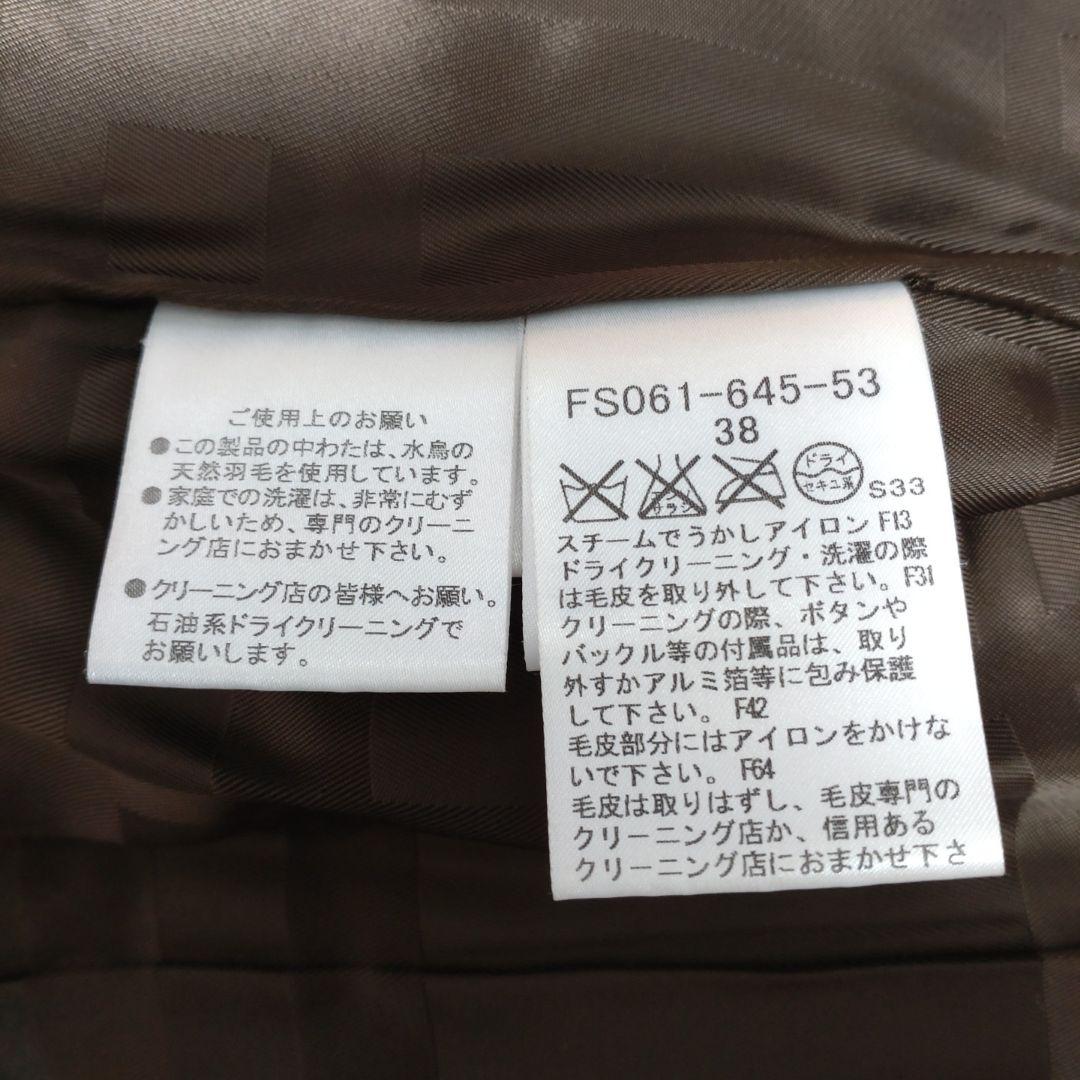 ご使用上のお願い
●この製品の中わたは、水鳥の
天然羽毛を使用しています。
●家庭での洗濯は、非常にむず
かしいため、専門のクリーニ
ング店におまかせ下さい。
●クリーニング店の皆様へお願い。
石油系ドライクリーニングで
お願いします。
FS061-645-53
38
サラシ
ドライ
セキユ系
S33
スチームでうかしアイロン F13
ドライクリーニング・洗濯の際
は毛皮を取り外して下さい。F31
クリーニングの際、ボタンや
バックル等の付属品は、取り
外すかアルミ箔等に包み保護
して下さい。 F42
毛皮部分にはアイロンをかけな
いで下さい。 F64
毛皮は取りはずし、毛皮専門の
クリーニング店か、信用ある
クリーニング店におまかせ下さ